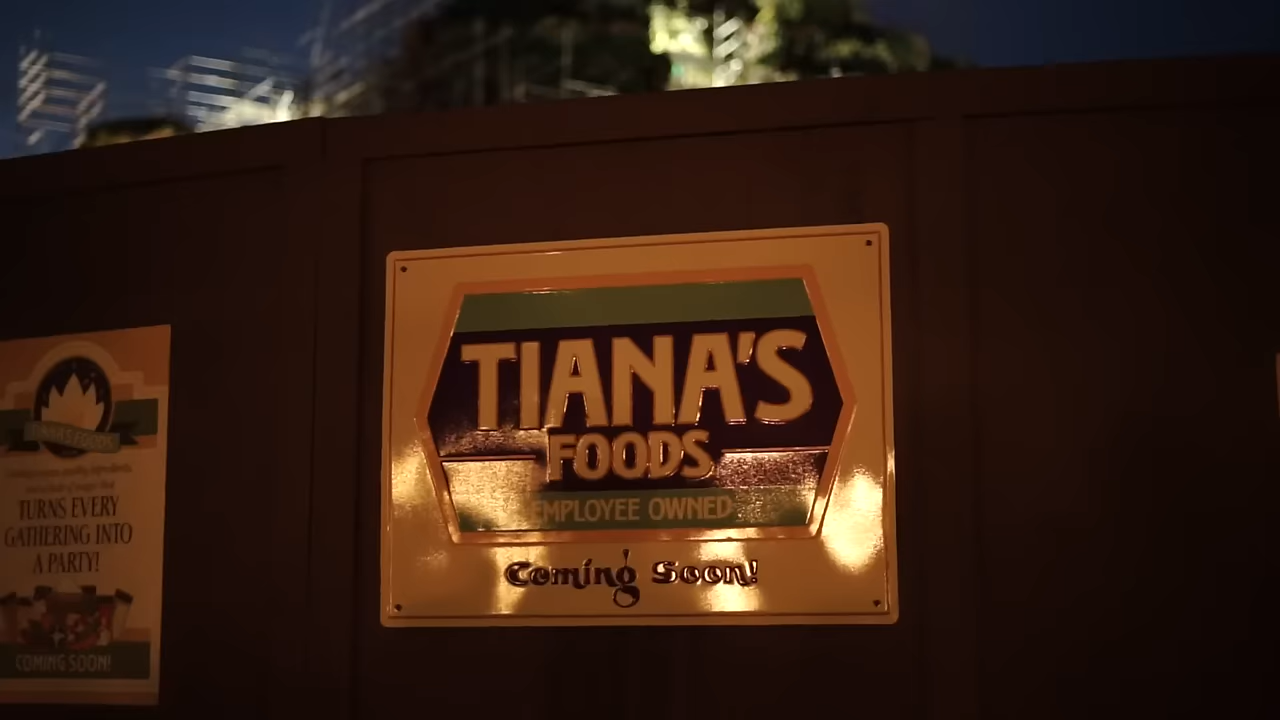 TURNS EVERY
GATHERING INTO
A PARTY!
COMING SOON!
TIANA'S
FOODS
EMPLOYEE OWNED
Coming Soon!